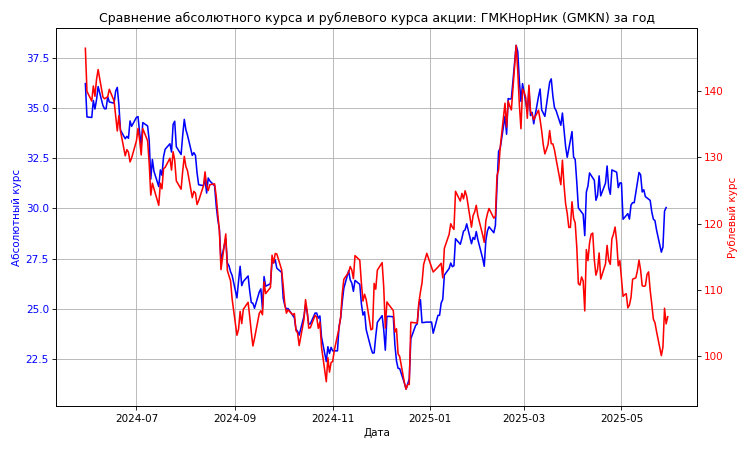 Сравнение абсолютного курса и рублевого курса акции: ГМКНорНик (GMKN) за год
Абсолютный курс
37.5
35.0
32.5
30.0
27.5
25.0
22.5
Рублевый курс
140
130
120
110
100
2024-07 2024-09 2024-11 2025-01 2025-03 2025-05
Дата